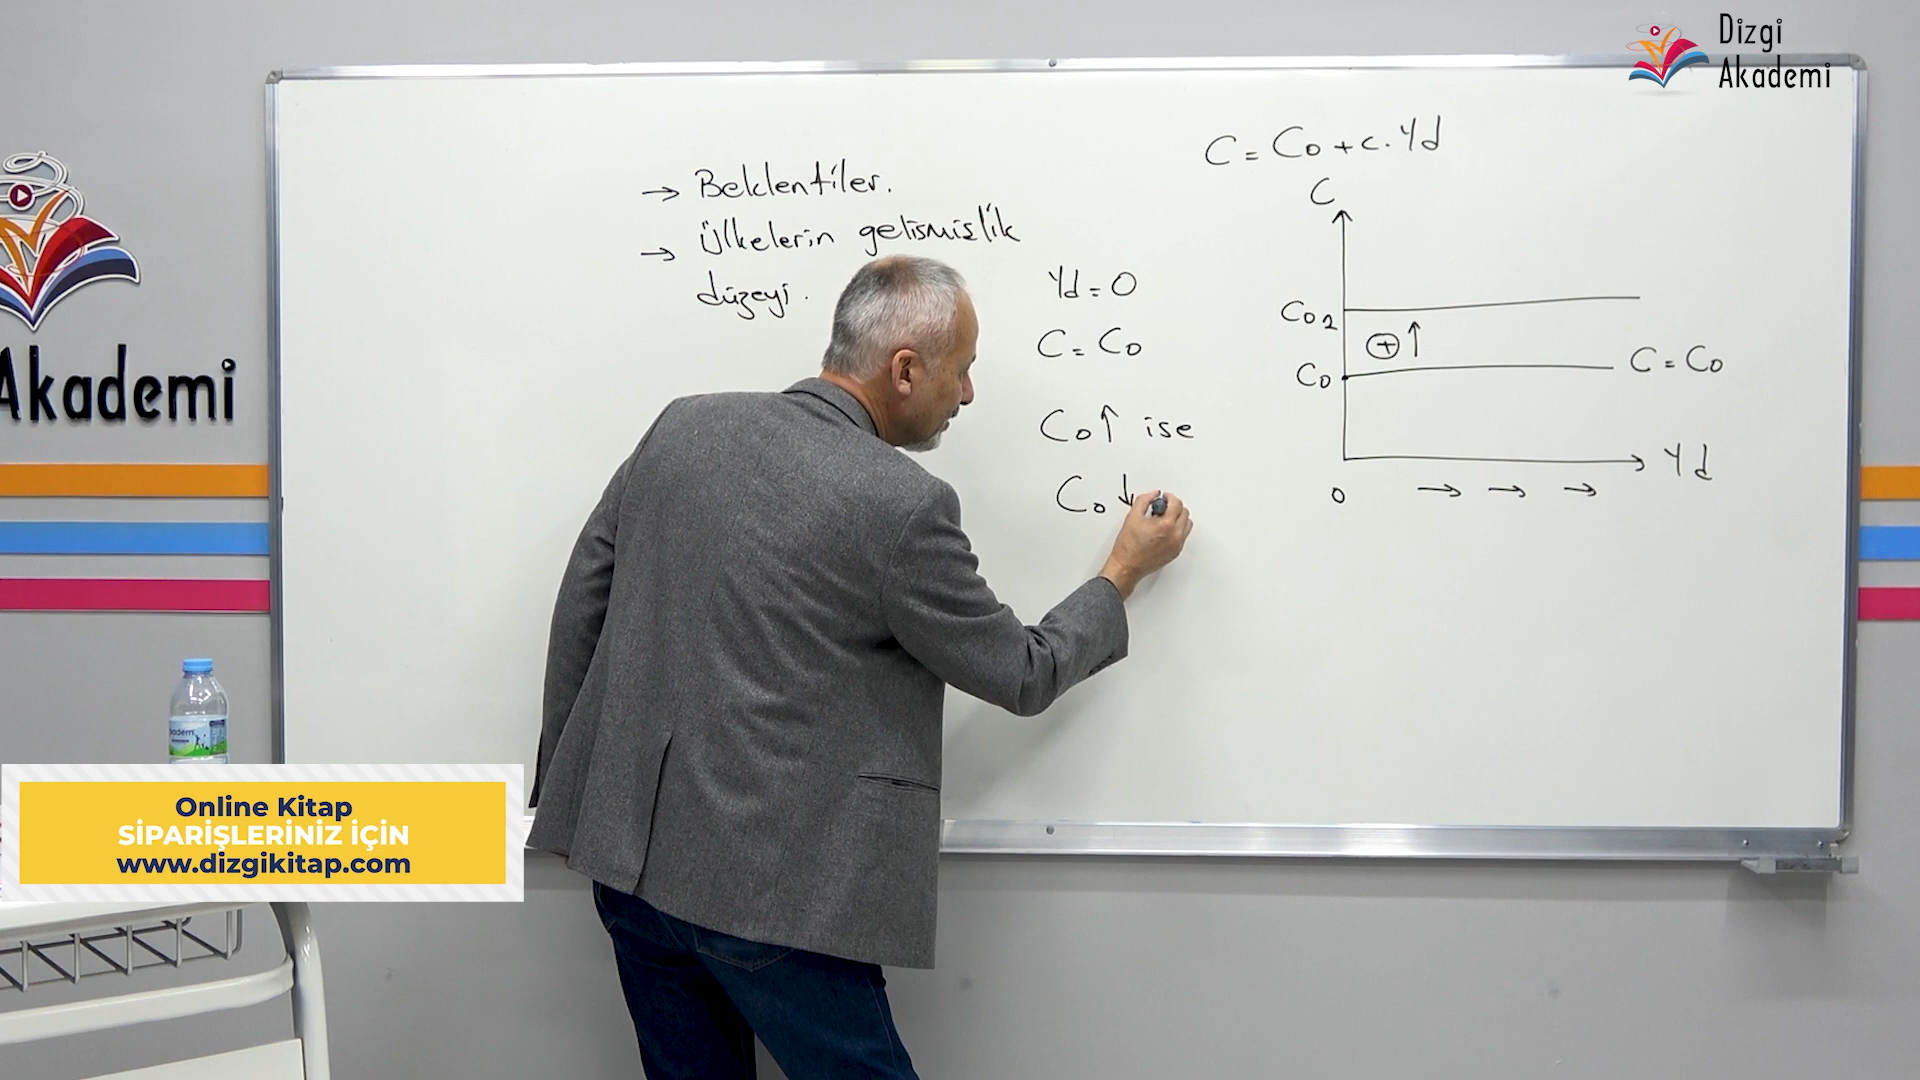 Dizgi
Akademi
→ Beklentiler.
→ Ülkelerin gelişmişlik
düzeyi.
Yd = 0
C = Co
Co↑ ise
Co↓
C = Co + c. Yd
C
Co2
⊕↑
Co
C = Co
Yd
0 → → →
Akademi
Online Kitap
SİPARİŞLERİNİZ İÇİN
www.dizgikitap.com